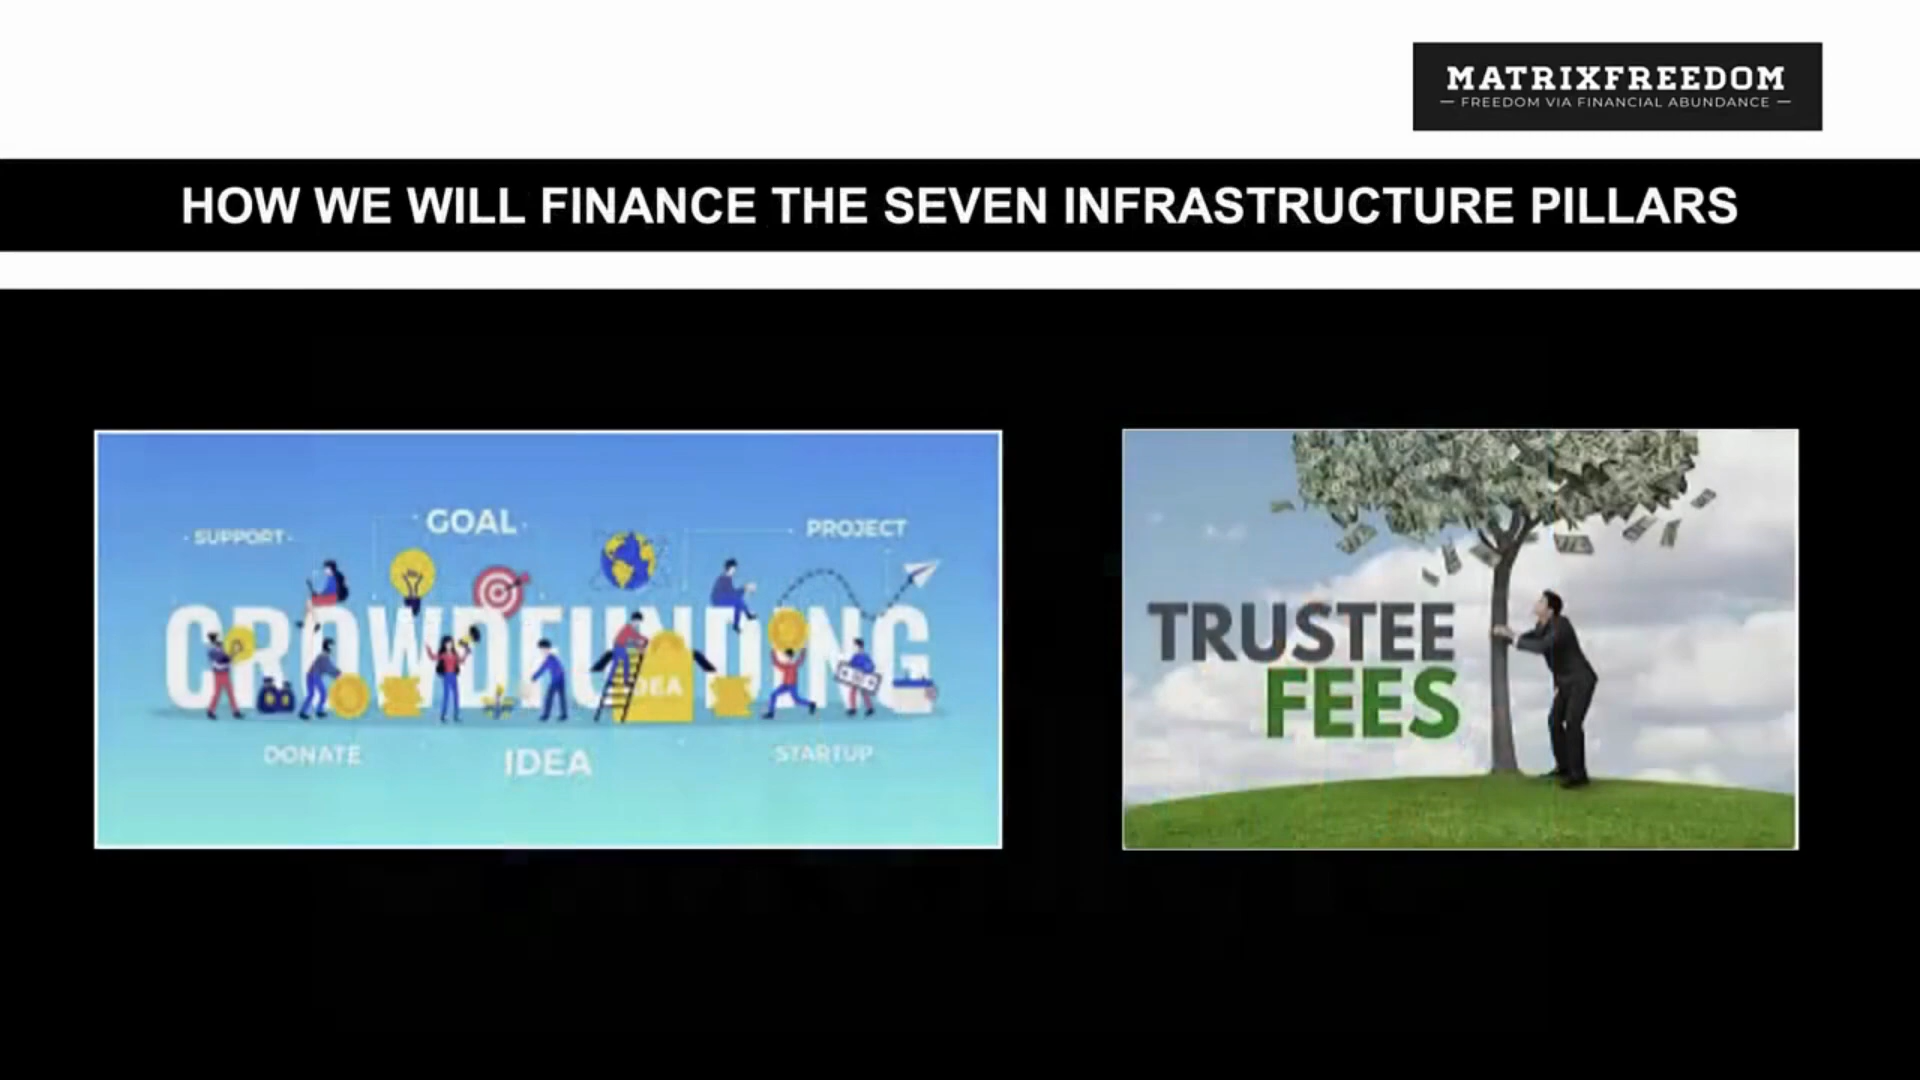 MATRIXFREEDOM
— FREEDOM VIA FINANCIAL ABUNDANCE —
HOW WE WILL FINANCE THE SEVEN INFRASTRUCTURE PILLARS
SUPPORT
GOAL
PROJECT
CROWDFUNDING
IDEA
DONATE
IDEA
STARTUP
TRUSTEE
FEES